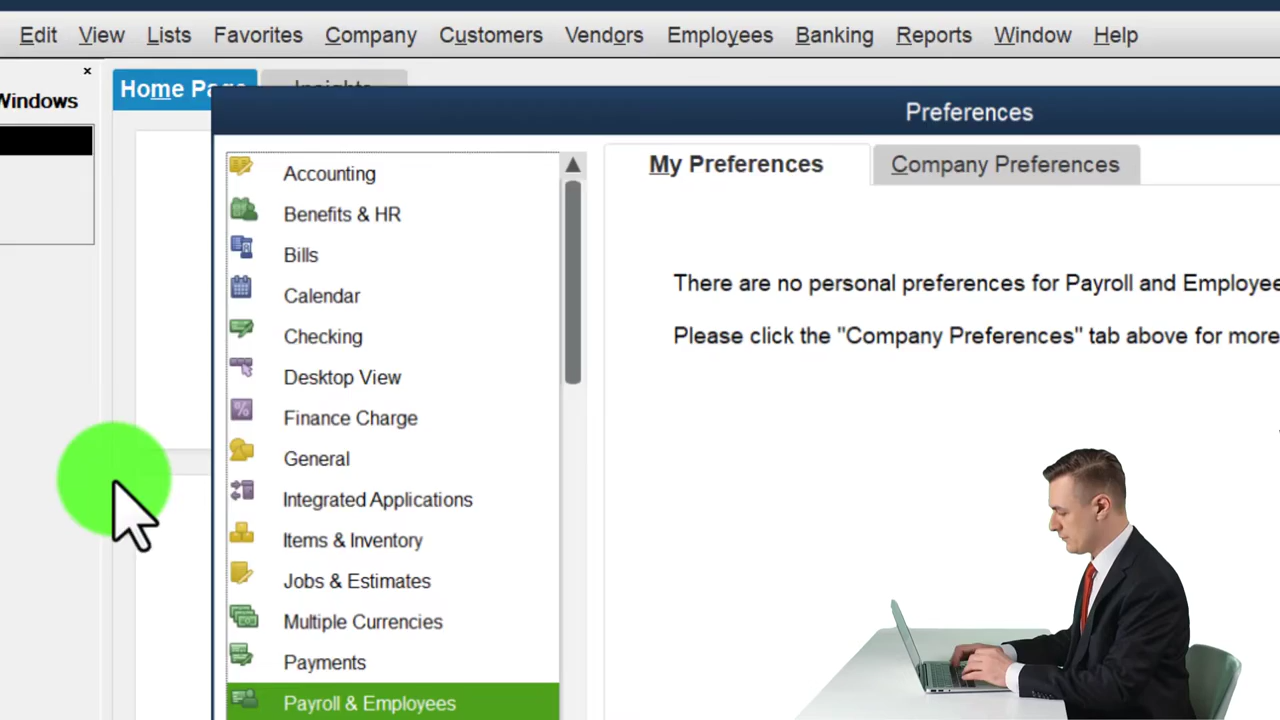 Edit View Lists Favorites Company Customers Vendors Employees Banking Reports Window Help
Windows
Home Page
Insights
Preferences
My Preferences
Company Preferences
Accounting
Benefits & HR
Bills
Calendar
Checking
Desktop View
Finance Charge
General
Integrated Applications
Items & Inventory
Jobs & Estimates
Multiple Currencies
Payments
Payroll & Employees
There are no personal preferences for Payroll and Employee
Please click the "Company Preferences" tab above for more